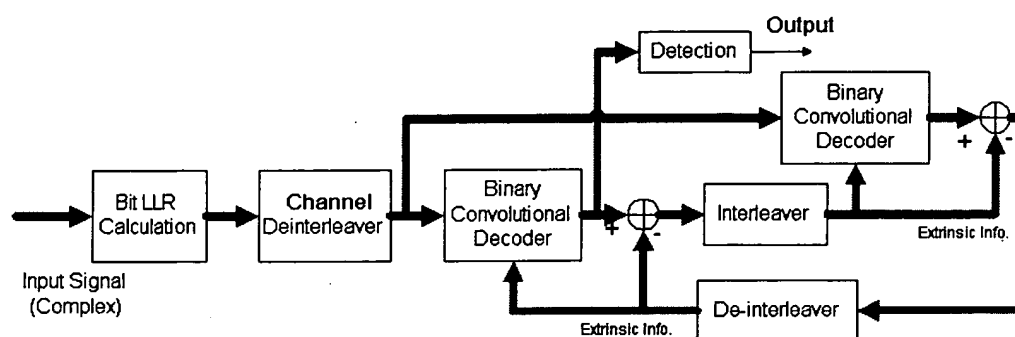 Output
Detection
Binary
Convolutional
Decoder
+
-
Bit LLR
Calculation
Channel
Deinterleaver
Binary
Convolutional
Decoder
+
-
Interleaver
Extrinsic Info.
Input Signal
(Complex)
De-interleaver
Extrinsic Info.